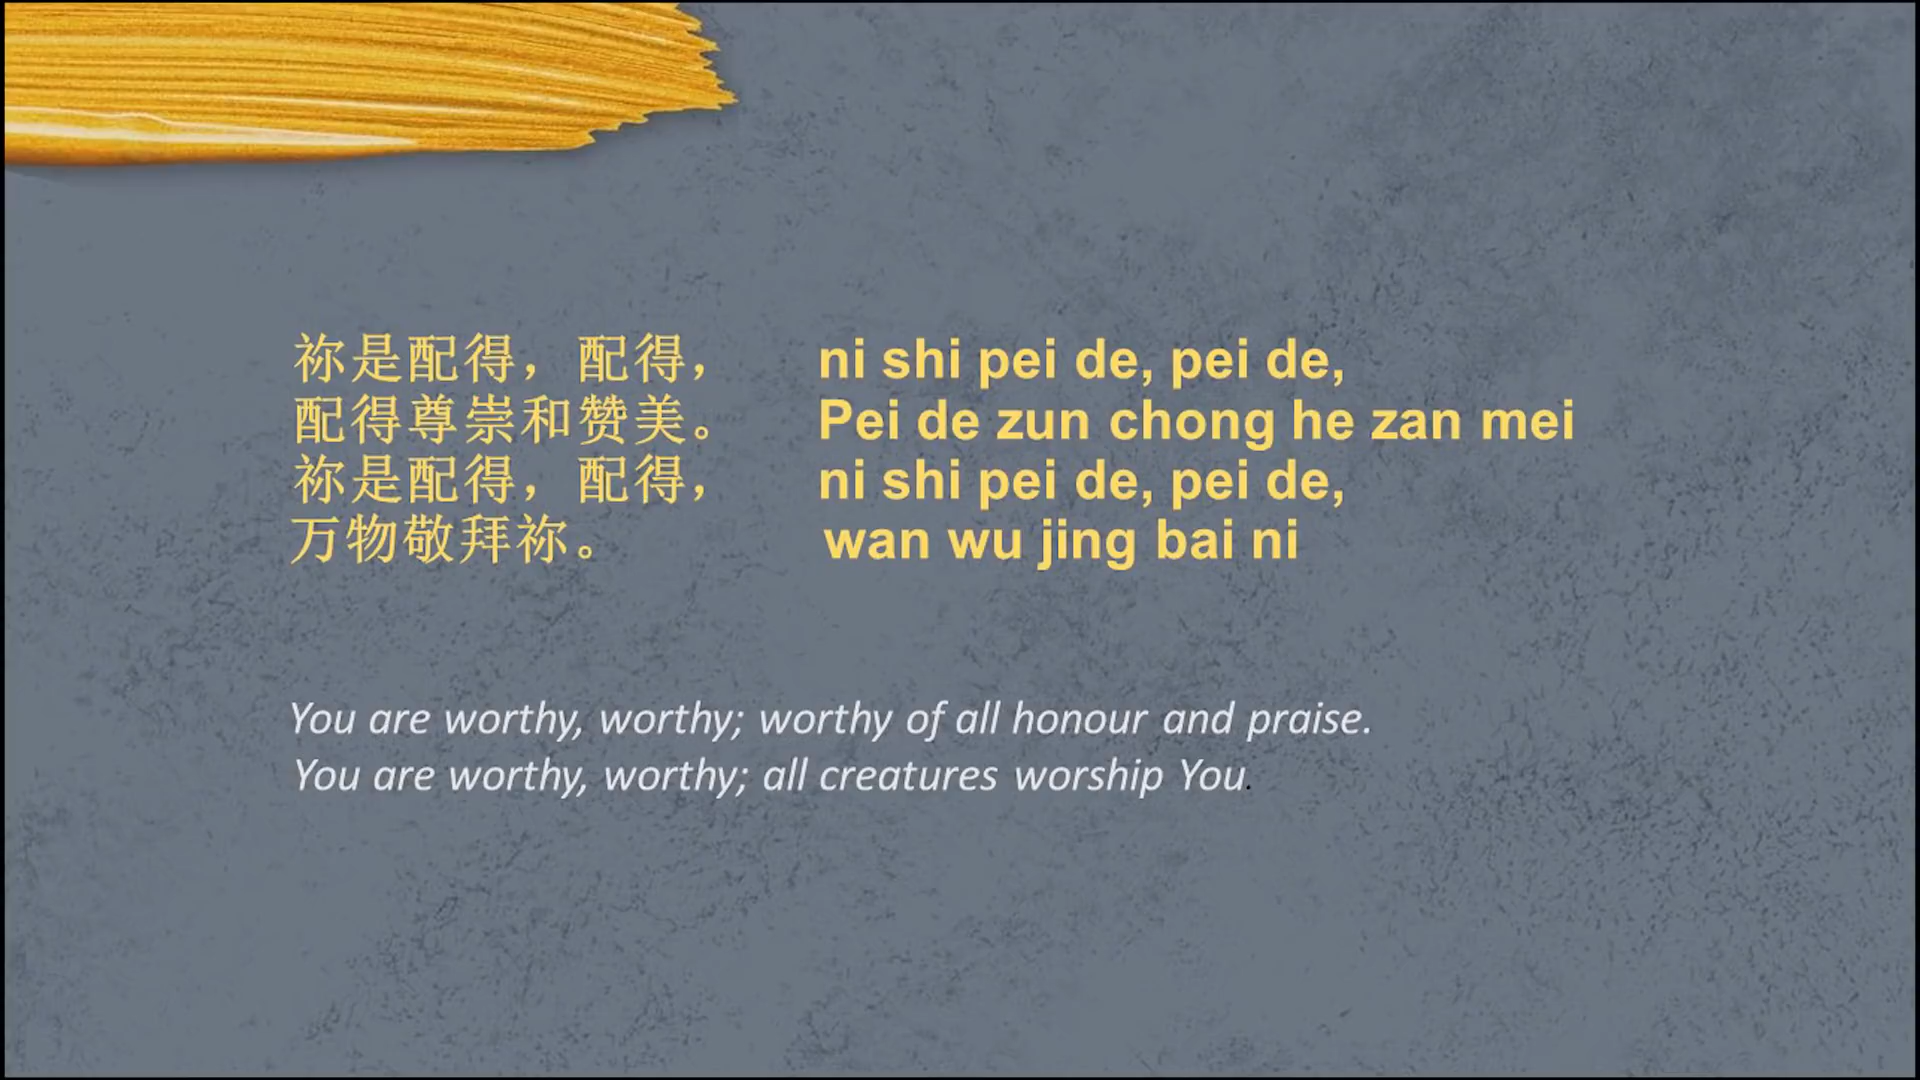 祢是配得，配得， ni shi pei de, pei de,
配得尊崇和赞美。 Pei de zun chong he zan mei
祢是配得，配得， ni shi pei de, pei de,
万物敬拜祢。 wan wu jing bai ni
You are worthy, worthy; worthy of all honour and praise.
You are worthy, worthy; all creatures worship You.